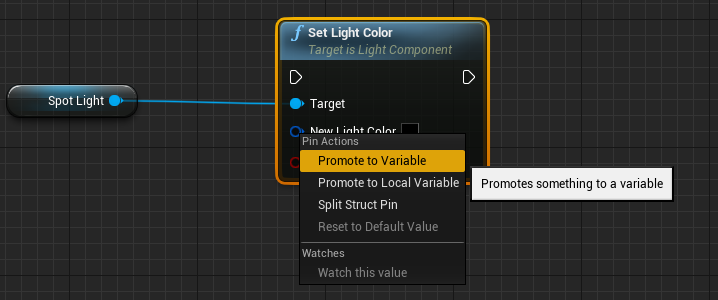 Set Light Color
Target is Light Component
Spot Light
Target
New Light Color
Pin Actions
Promote to Variable
Promote to Local Variable
Split Struct Pin
Reset to Default Value
Watches
Watch this value
Promotes something to a variable